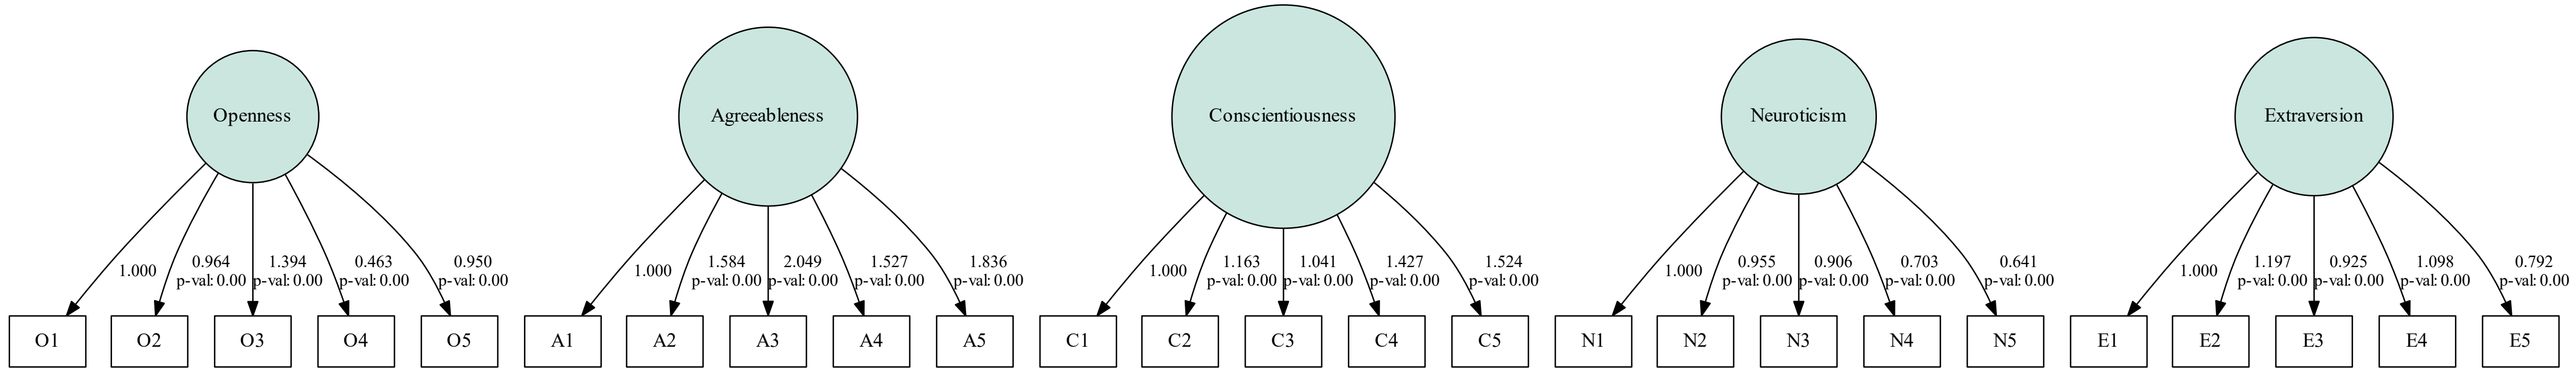 Openness
Agreeableness
Conscientiousness
Neuroticism
Extraversion
1.000
0.964
p-val: 0.00
1.394
p-val: 0.00
0.463
p-val: 0.00
0.950
p-val: 0.00
1.000
1.584
p-val: 0.00
2.049
p-val: 0.00
1.527
p-val: 0.00
1.836
p-val: 0.00
1.000
1.163
p-val: 0.00
1.041
p-val: 0.00
1.427
p-val: 0.00
1.524
p-val: 0.00
1.000
0.955
p-val: 0.00
0.906
p-val: 0.00
0.703
p-val: 0.00
0.641
p-val: 0.00
1.000
1.197
p-val: 0.00
0.925
p-val: 0.00
1.098
p-val: 0.00
0.792
p-val: 0.00
O1
O2
O3
O4
O5
A1
A2
A3
A4
A5
C1
C2
C3
C4
C5
N1
N2
N3
N4
N5
E1
E2
E3
E4
E5